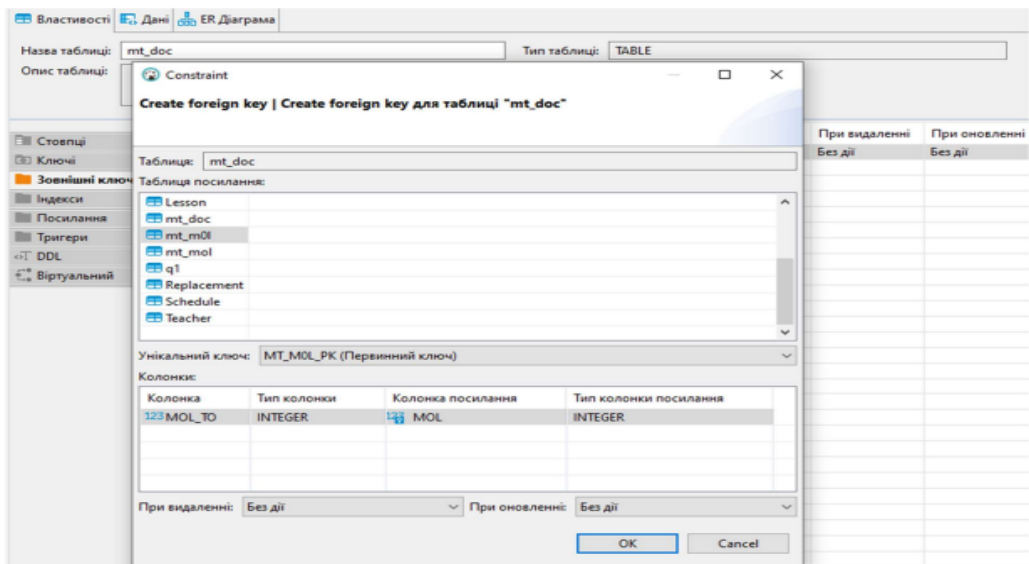 Властивості Дані ER Діаграма
Назва таблиці: mt_doc Тип таблиці: TABLE
Опис таблиці:
Constraint
Create foreign key | Create foreign key для таблиці "mt_doc"
При видаленні При оновленні
Без дії Без дії
Стовпці
Ключі
Зовнішні ключ
Індекси
Посилання
Тригери
DDL
Віртуальний
Таблиця: mt_doc
Таблиця посилання:
Lesson
mt_doc
mt_m0l
mt_mol
q1
Replacement
Schedule
Teacher
Унікальний ключ: MT_M0L_PK (Первинний ключ)
Колонки:
Колонка Тип колонки Колонка посилання Тип колонки посилання
123 MOL_TO INTEGER 123 MOL INTEGER
При видаленні: Без дії При оновленні: Без дії
OK Cancel